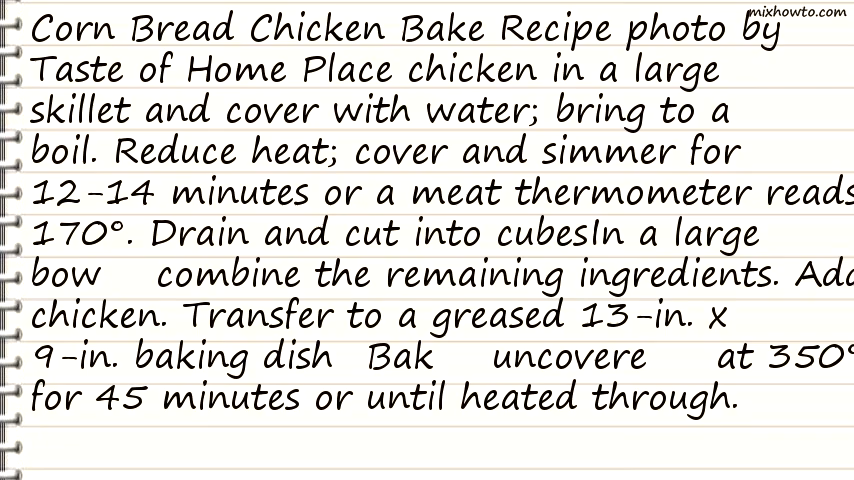 mixhowto.com
Corn Bread Chicken Bake Recipe photo by
Taste of Home Place chicken in a large
skillet and cover with water; bring to a
boil. Reduce heat; cover and simmer for
12-14 minutes or a meat thermometer reads
170°. Drain and cut into cubesIn a large
bow combine the remaining ingredients. Add
chicken. Transfer to a greased 13-in. x
9-in. baking dish Bak uncovere at 350°
for 45 minutes or until heated through.